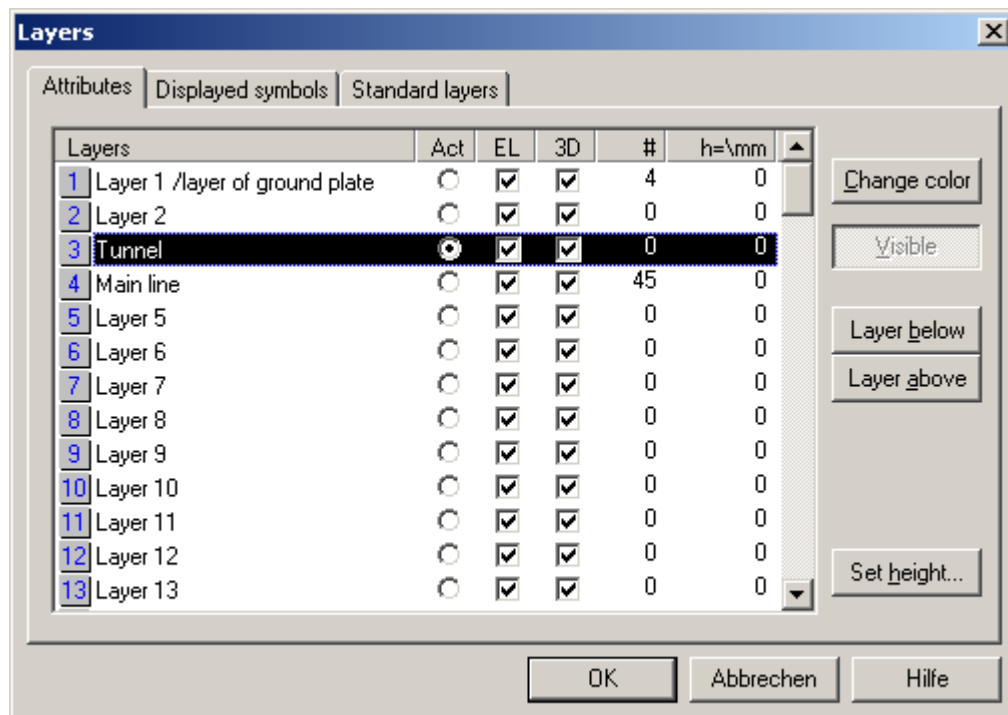 Layers
Attributes Displayed symbols Standard layers
Layers Act EL 3D # h=\mm
1 Layer 1 /layer of ground plate 4 0
2 Layer 2 0 0
3 Tunnel 0 0
4 Main line 45 0
5 Layer 5 0 0
6 Layer 6 0 0
7 Layer 7 0 0
8 Layer 8 0 0
9 Layer 9 0 0
10 Layer 10 0 0
11 Layer 11 0 0
12 Layer 12 0 0
13 Layer 13 0 0
Change color
Visible
Layer below
Layer above
Set height...
OK Abbrechen Hilfe